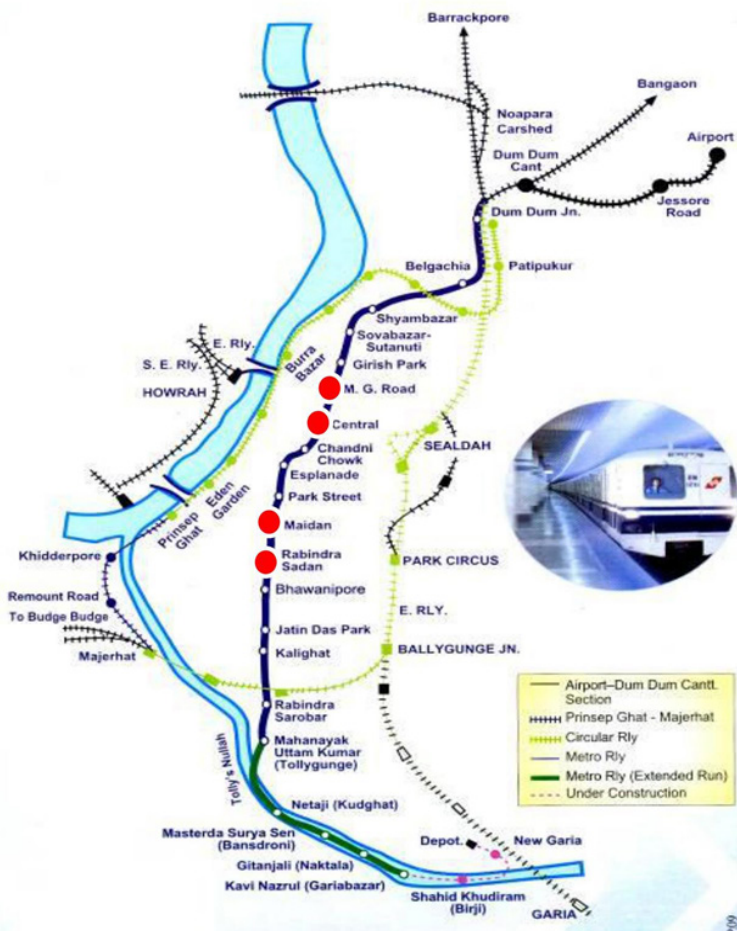 Barrackpore
Bangaon
Noapara
Carshed
Airport
Dum Dum
Cant
Jessore
Road
Dum Dum Jn.
Belgachia
Patipukur
Shyambazar
Sovabazar-
Sutanuti
E. Rly.
S. E. Rly.
Burra
Bazar
Girish Park
HOWRAH
M. G. Road
Central
SEALDAH
Chandni
Chowk
Esplanade
Eden
Garden
Park Street
Prinsep
Ghat
Maidan
Khidderpore
Rabindra
Sadan
PARK CIRCUS
Remount Road
Bhawanipore
To Budge Budge
E. RLY.
Jatin Das Park
Majerhat
Kalighat
BALLYGUNGE JN.
Rabindra
Sarobar
Mahanayak
Uttam Kumar
(Tollygunge)
Tolly's Nullah
Airport–Dum Dum Cantt.
Section
Prinsep Ghat - Majerhat
Circular Rly
Metro Rly
Metro Rly (Extended Run)
Under Construction
Netaji (Kudghat)
Masterda Surya Sen
(Bansdroni)
Depot.
New Garia
Gitanjali (Naktala)
Kavi Nazrul (Gariabazar)
Shahid Khudiram
(Birji)
GARIA